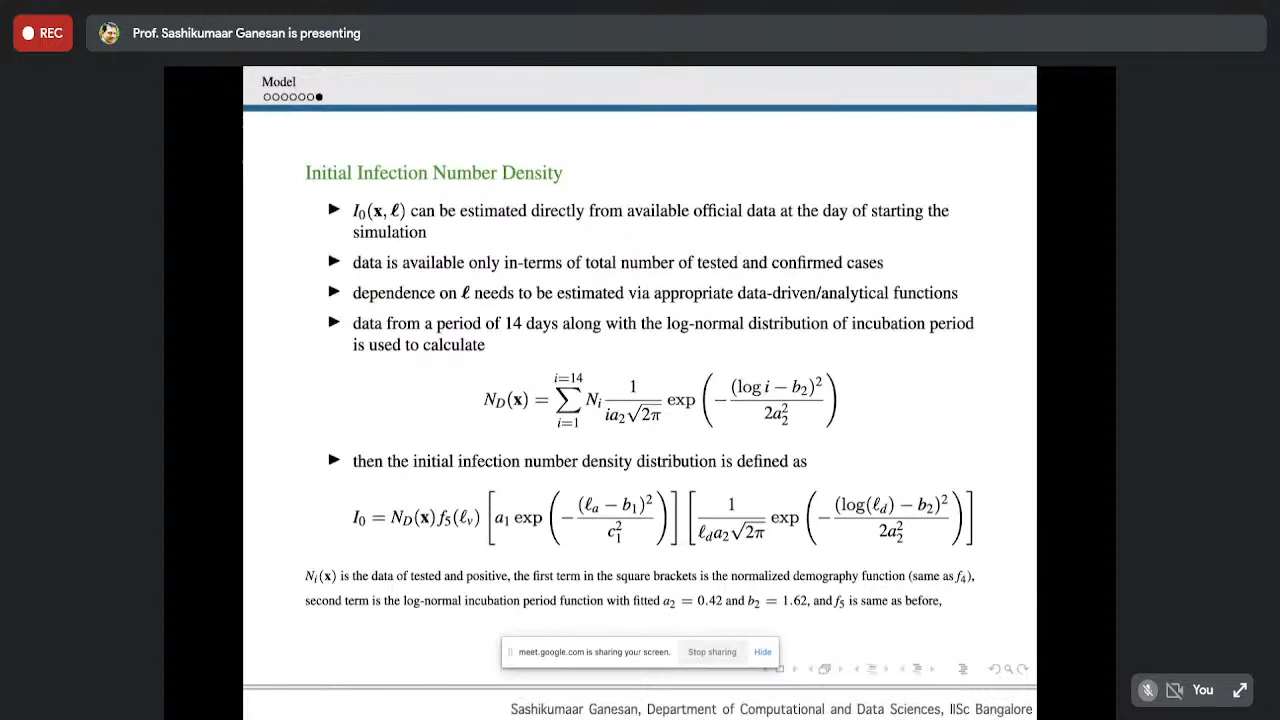 REC
Prof. Sashikumaar Ganesan is presenting
Model
Initial Infection Number Density
► I₀(x, ℓ) can be estimated directly from available official data at the day of starting the
simulation
► data is available only in-terms of total number of tested and confirmed cases
► dependence on ℓ needs to be estimated via appropriate data-driven/analytical functions
► data from a period of 14 days along with the log-normal distribution of incubation period
is used to calculate
N_D(x) = ∑_{i=1}^{i=14} N_i 1/(i a₂√2π) exp(−(log i − b₂)²/(2a₂²))
► then the initial infection number density distribution is defined as
I₀ = N_D(x) f₅(ℓ_v) [a₁ exp(−(ℓ_a − b₁)²/c₁²)] [1/(ℓ_d a₂√2π) exp(−(log(ℓ_d) − b₂)²/(2a₂²))]
N_i(x) is the data of tested and positive, the first term in the square brackets is the normalized demography function (same as f₄),
second term is the log-normal incubation period function with fitted a₂ = 0.42 and b₂ = 1.62, and f₅ is same as before,
meet.google.com is sharing your screen. Stop sharing Hide
You
Sashikumaar Ganesan, Department of Computational and Data Sciences, IISc Bangalore